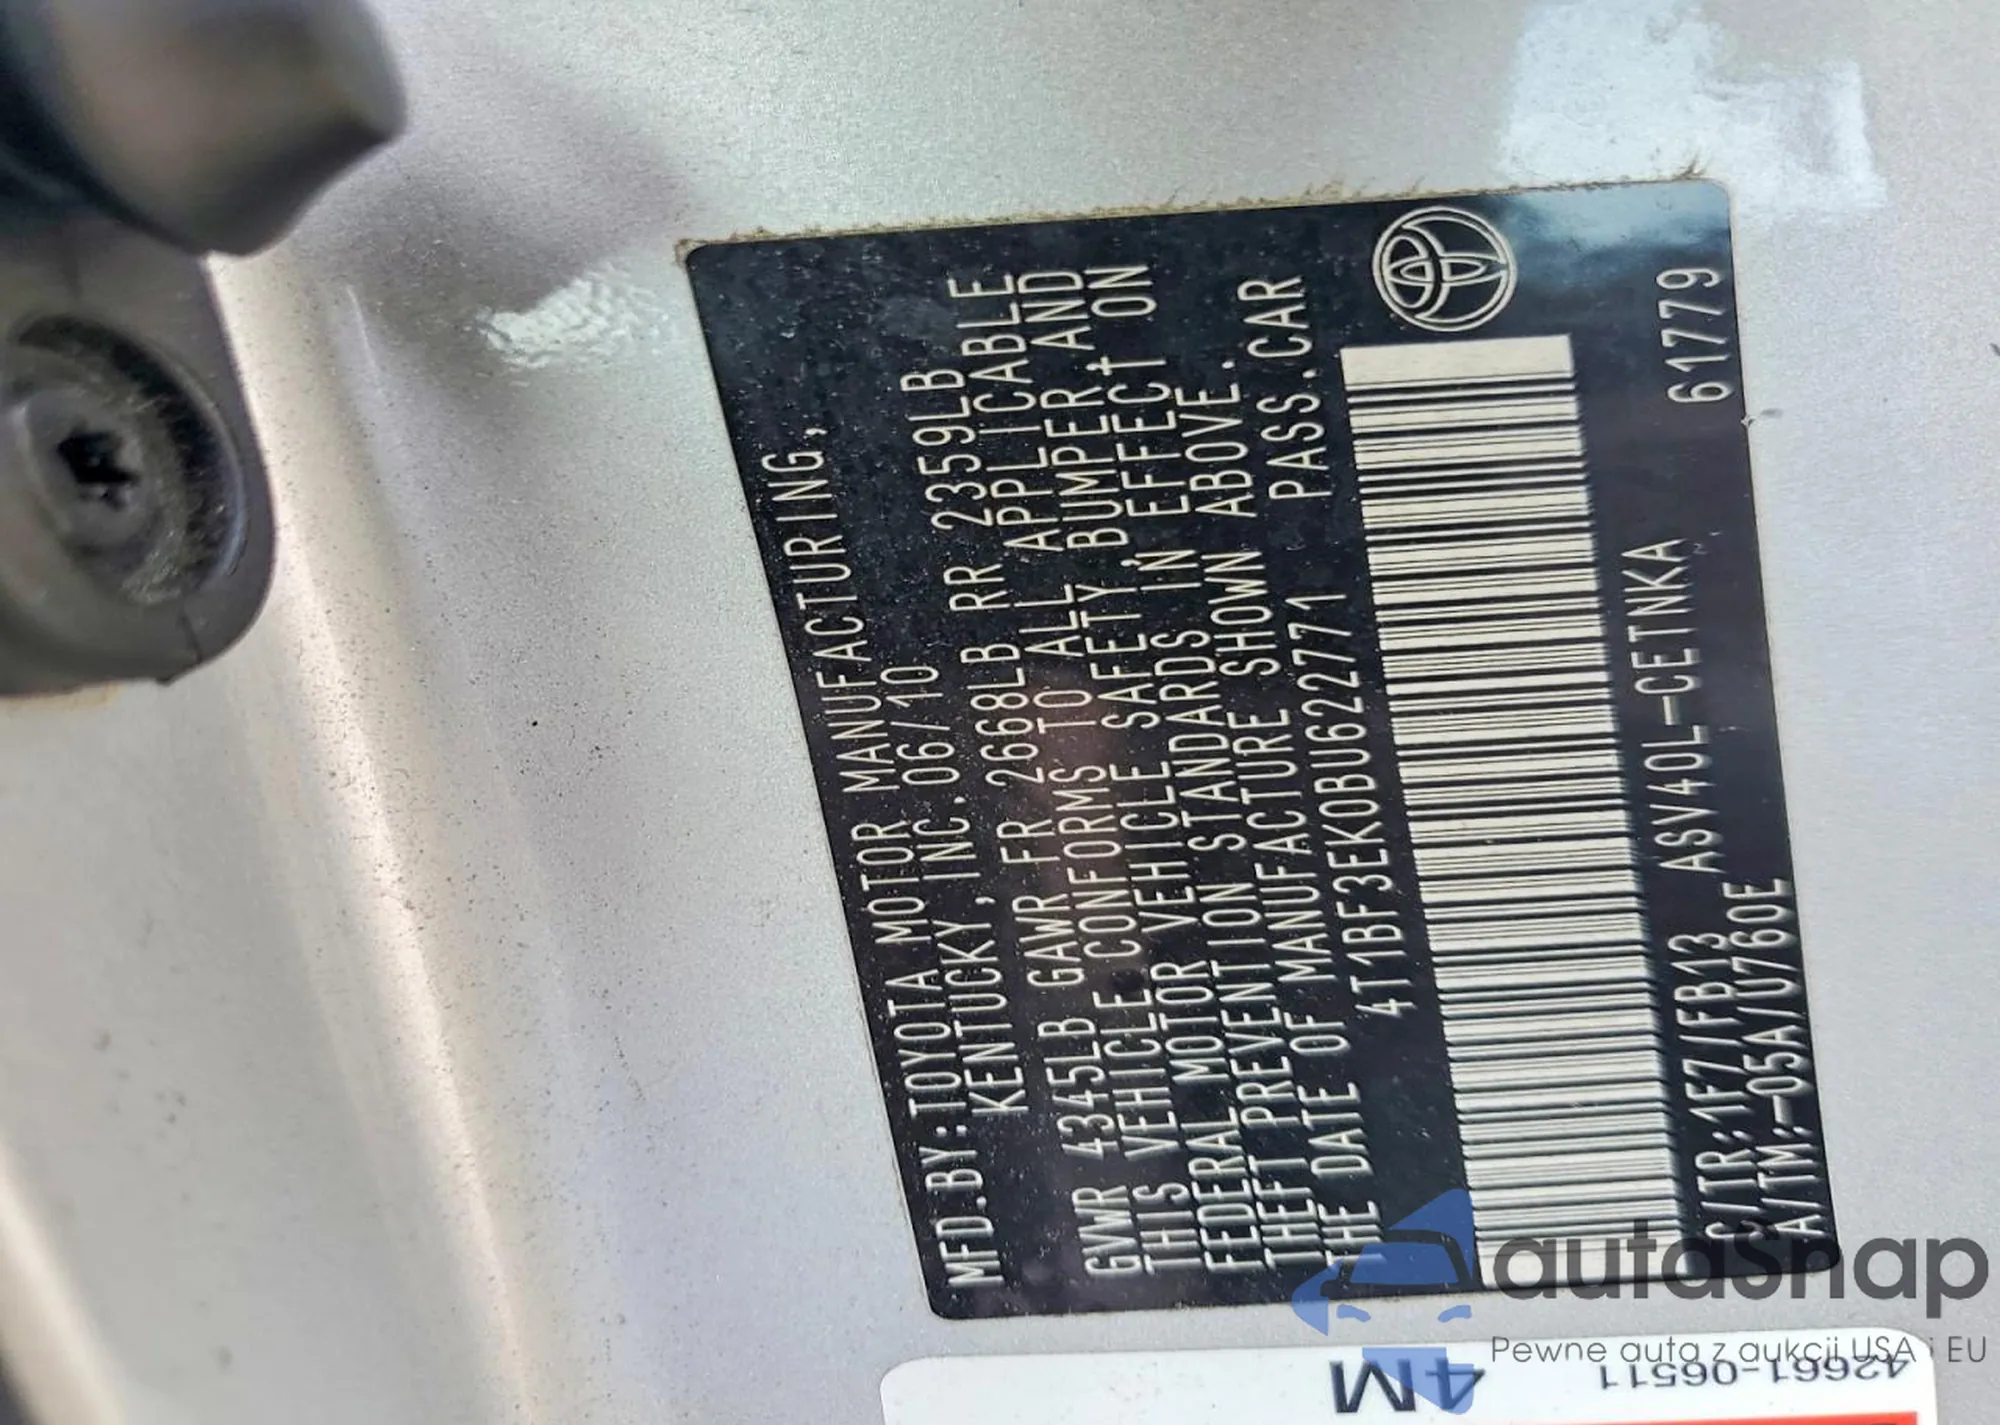 MFD.BY:TOYOTA MOTOR MANUFACTURING,
KENTUCKY,INC.06/10
GVWR 4345LB GAWR FR 2668LB RR 2359LB
THIS VEHICLE CONFORMS TO ALL APPLICABLE
FEDERAL MOTOR VEHICLE SAFETY,BUMPER,AND
THEFT PREVENTION STANDARDS IN EFFECT ON
THE DATE OF MANUFACTURE SHOWN ABOVE.
4T1BF3EK0BU622771 PASS.CAR
C/TR:1F7/FB13 ASV40L-CETNKA
A/TM:-05A/U760E 61779
4M
42661-06511
autosnap
Pewne auta z aukcji USA i EU